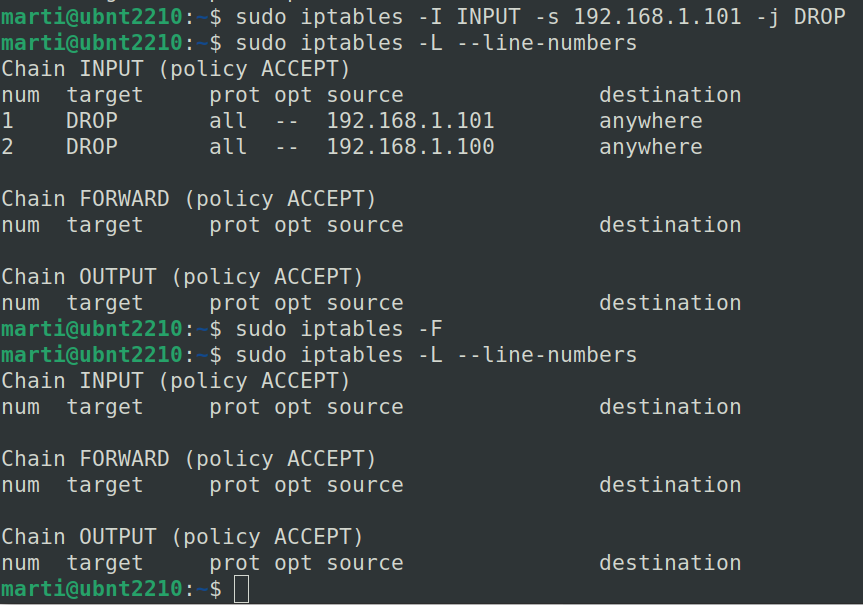 marti@ubnt2210:~$ sudo iptables -I INPUT -s 192.168.1.101 -j DROP
marti@ubnt2210:~$ sudo iptables -L --line-numbers
Chain INPUT (policy ACCEPT)
num  target     prot opt source               destination
1    DROP       all  --  192.168.1.101        anywhere
2    DROP       all  --  192.168.1.100        anywhere

Chain FORWARD (policy ACCEPT)
num  target     prot opt source               destination

Chain OUTPUT (policy ACCEPT)
num  target     prot opt source               destination
marti@ubnt2210:~$ sudo iptables -F
marti@ubnt2210:~$ sudo iptables -L --line-numbers
Chain INPUT (policy ACCEPT)
num  target     prot opt source               destination

Chain FORWARD (policy ACCEPT)
num  target     prot opt source               destination

Chain OUTPUT (policy ACCEPT)
num  target     prot opt source               destination
marti@ubnt2210:~$